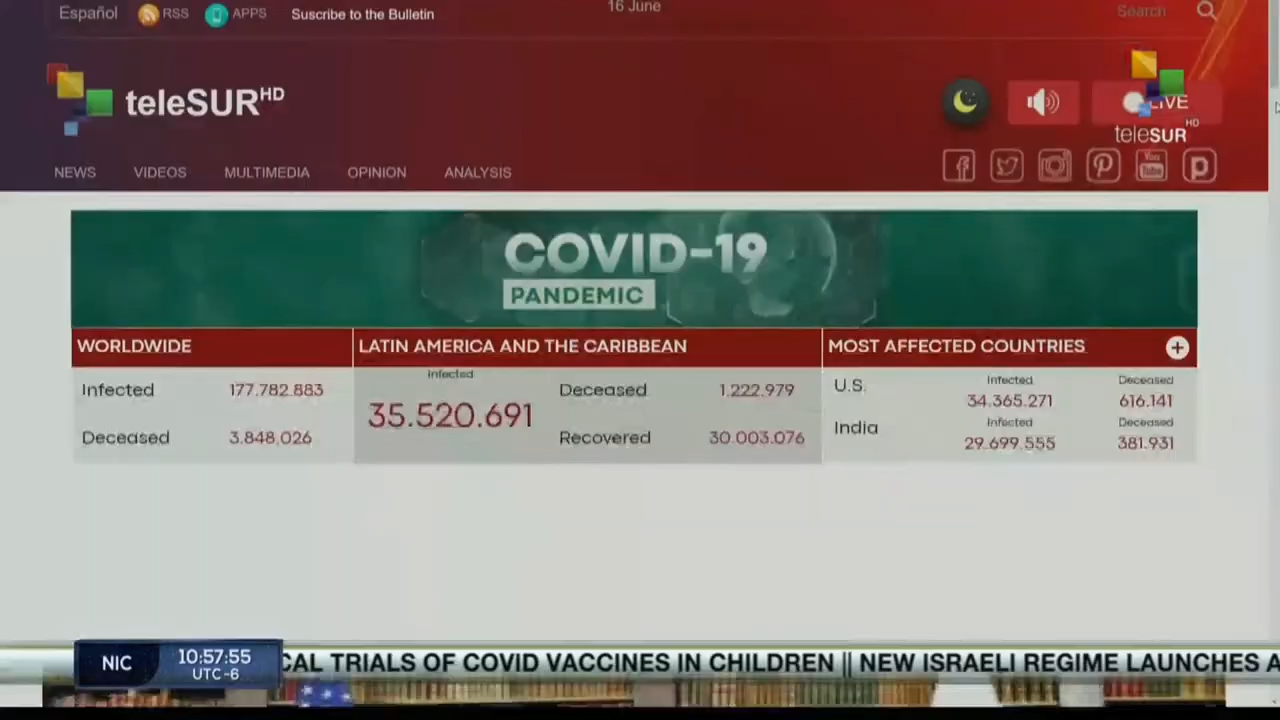 Español RSS APPS Suscribe to the Bulletin 16 June Search
teleSUR HD
LIVE
teleSUR HD
NEWS VIDEOS MULTIMEDIA OPINION ANALYSIS
You Tube
COVID-19
PANDEMIC
WORLDWIDE LATIN AMERICA AND THE CARIBBEAN MOST AFFECTED COUNTRIES
Infected 177.782.883
Deceased 3.848.026
Infected
35.520.691
Deceased 1.222.979
Recovered 30.003.076
U.S. Infected 34.365.271 Deceased 616.141
India Infected 29.699.555 Deceased 381.931
NIC 10:57:55
UTC-6
CAL TRIALS OF COVID VACCINES IN CHILDREN || NEW ISRAELI REGIME LAUNCHES A